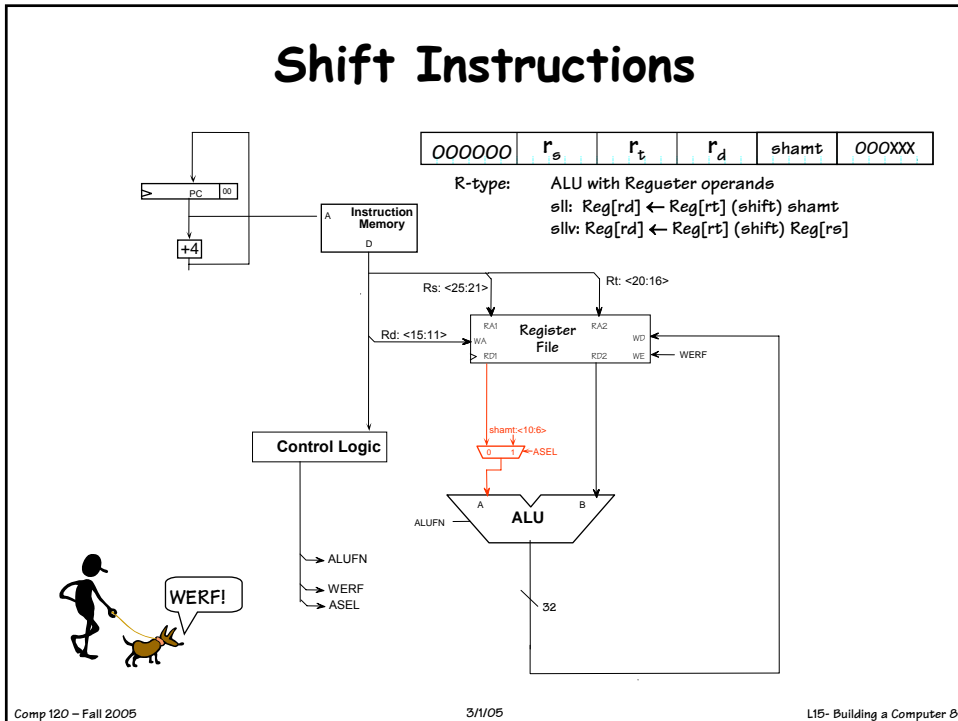 Shift Instructions
000000 rs rt rd shamt 000XXX
R-type: ALU with Reguster operands
sll: Reg[rd] ← Reg[rt] (shift) shamt
sllv: Reg[rd] ← Reg[rt] (shift) Reg[rs]
PC 00
+4
A Instruction
Memory
D
Rs: <25:21> Rt: <20:16>
Rd: <15:11>
RA1 Register RA2
File
WA WD
RD1 RD2 WE WERF
shamt:<10:6>
0 1 ASEL
Control Logic
A B
ALU
ALUFN
ALUFN
WERF
ASEL
32
WERF!
Comp 120 – Fall 2005 3/1/05 L15- Building a Computer 8